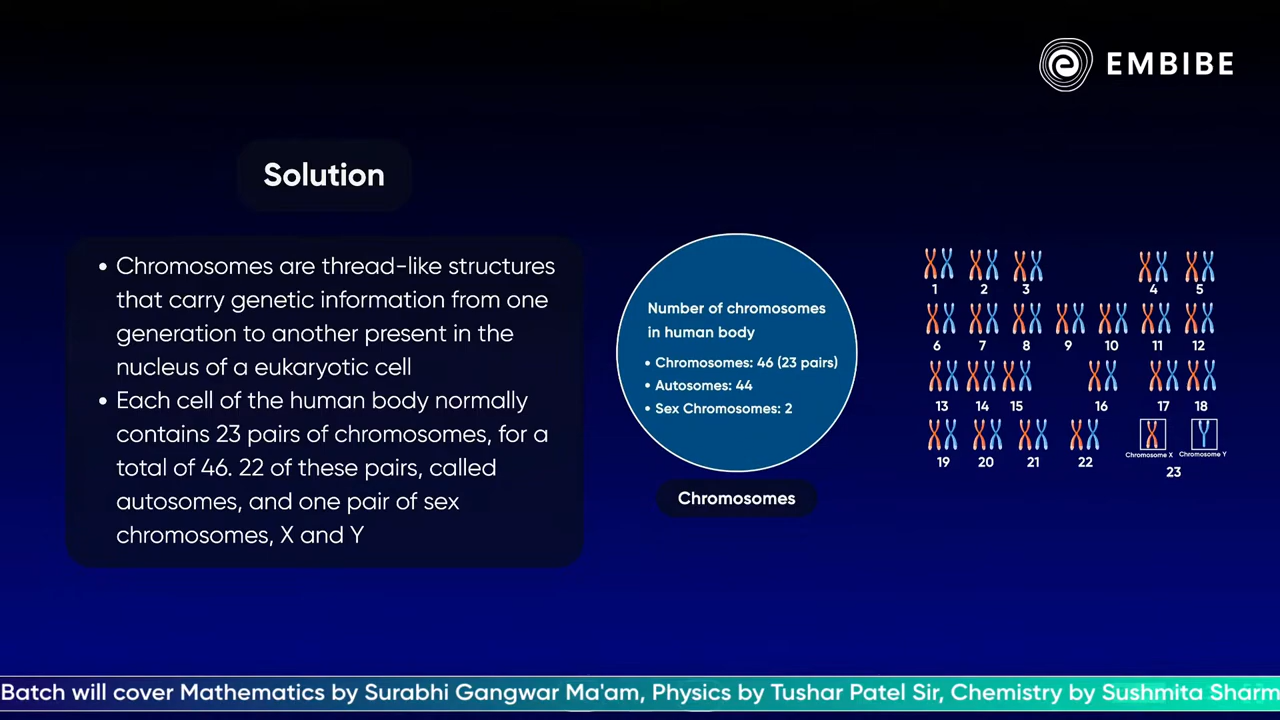 EMBIBE
Solution
• Chromosomes are thread-like structures
that carry genetic information from one
generation to another present in the
nucleus of a eukaryotic cell
• Each cell of the human body normally
contains 23 pairs of chromosomes, for a
total of 46. 22 of these pairs, called
autosomes, and one pair of sex
chromosomes, X and Y
Number of chromosomes
in human body
• Chromosomes: 46 (23 pairs)
• Autosomes: 44
• Sex Chromosomes: 2
Chromosomes
1 2 3 4 5
6 7 8 9 10 11 12
13 14 15 16 17 18
Chromosome X Chromosome Y
19 20 21 22
23
Batch will cover Mathematics by Surabhi Gangwar Ma'am, Physics by Tushar Patel Sir, Chemistry by Sushmita Sharm